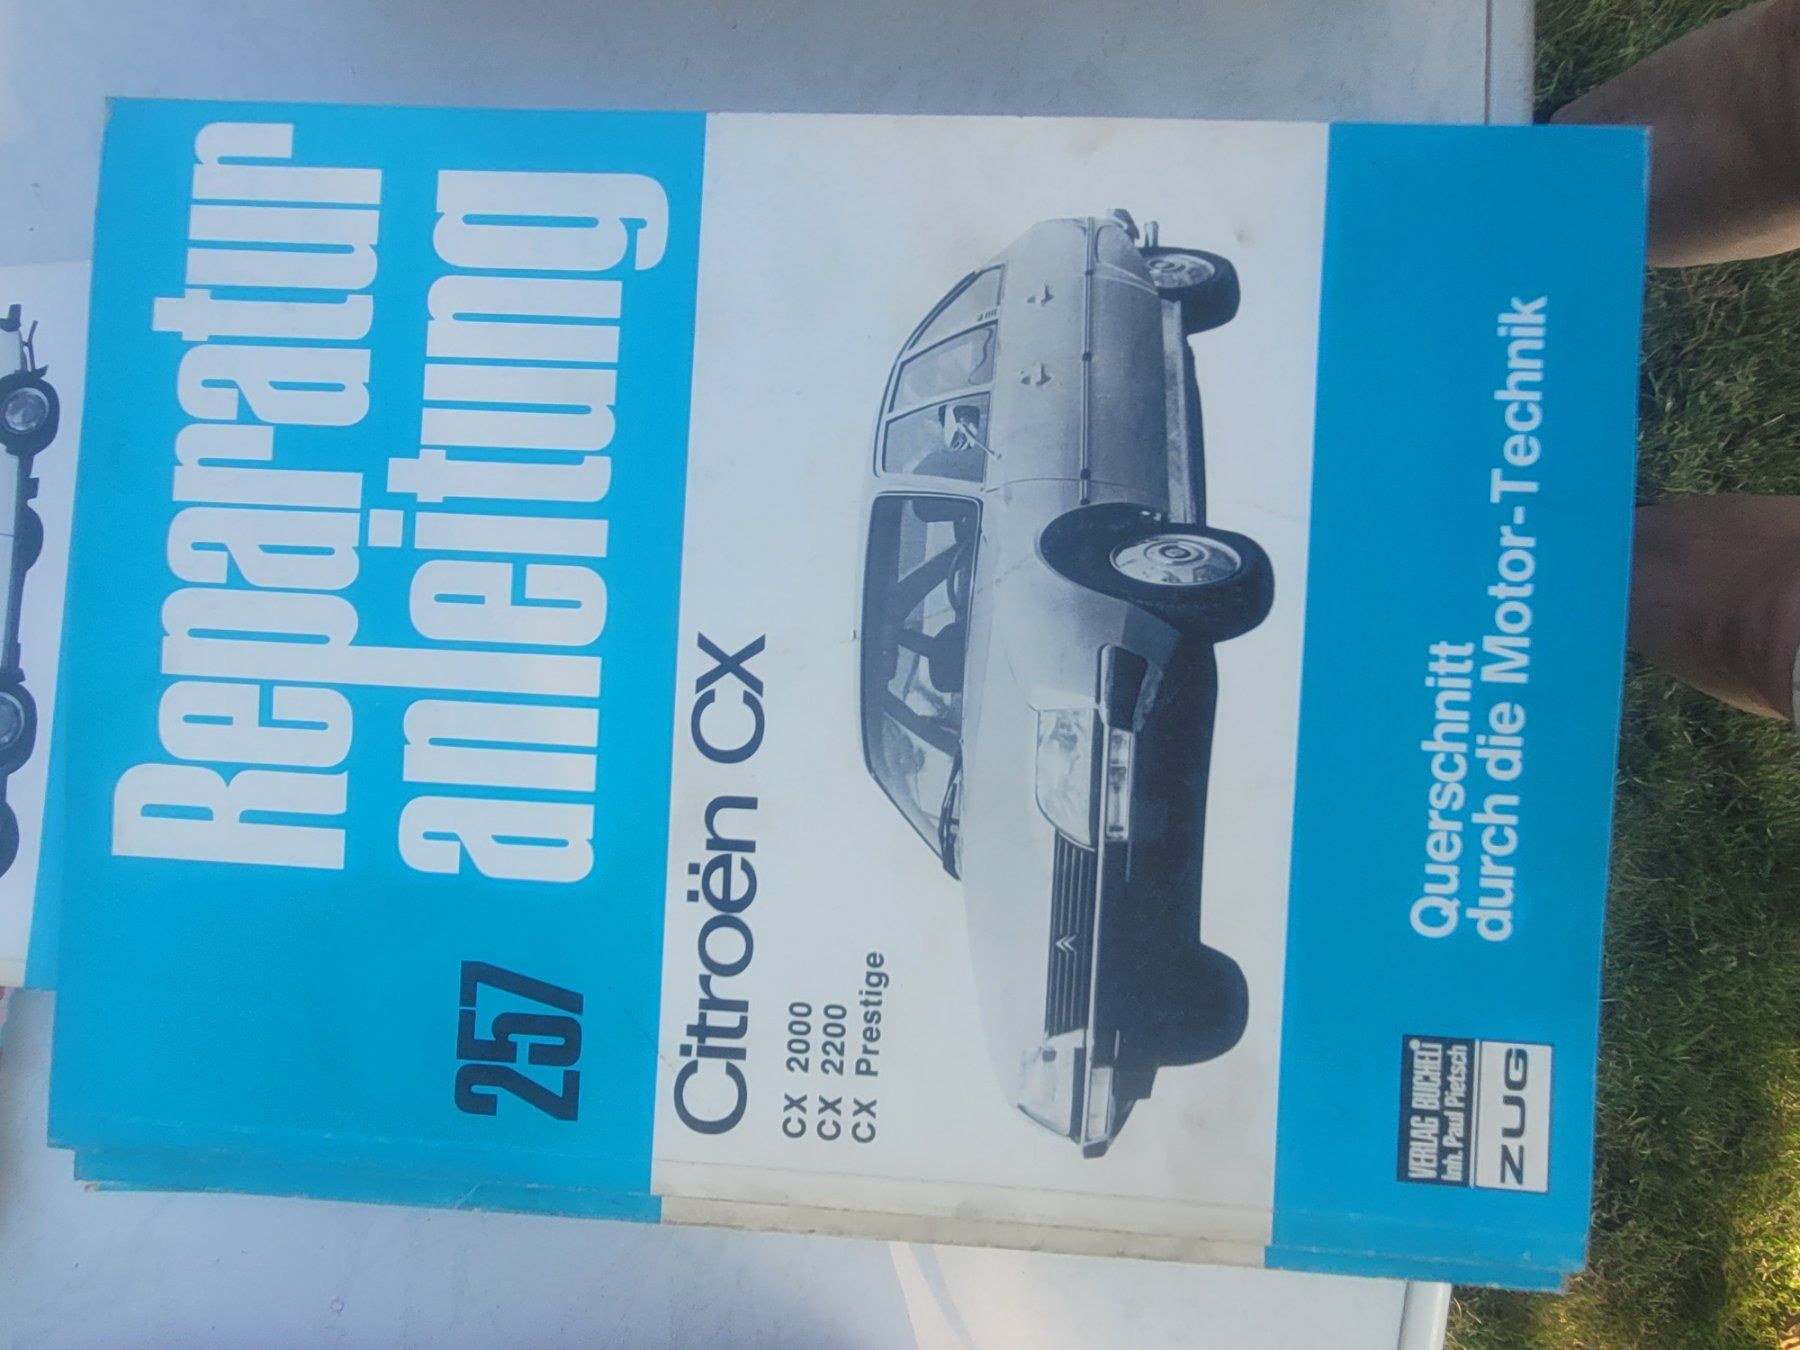 Reparatur
257 anleitung
Citroën CX
CX 2000
CX 2200
CX Prestige
Querschnitt
durch die Motor-Technik
VERLAG BUCHELI
Inh. Paul Pietsch
ZUG